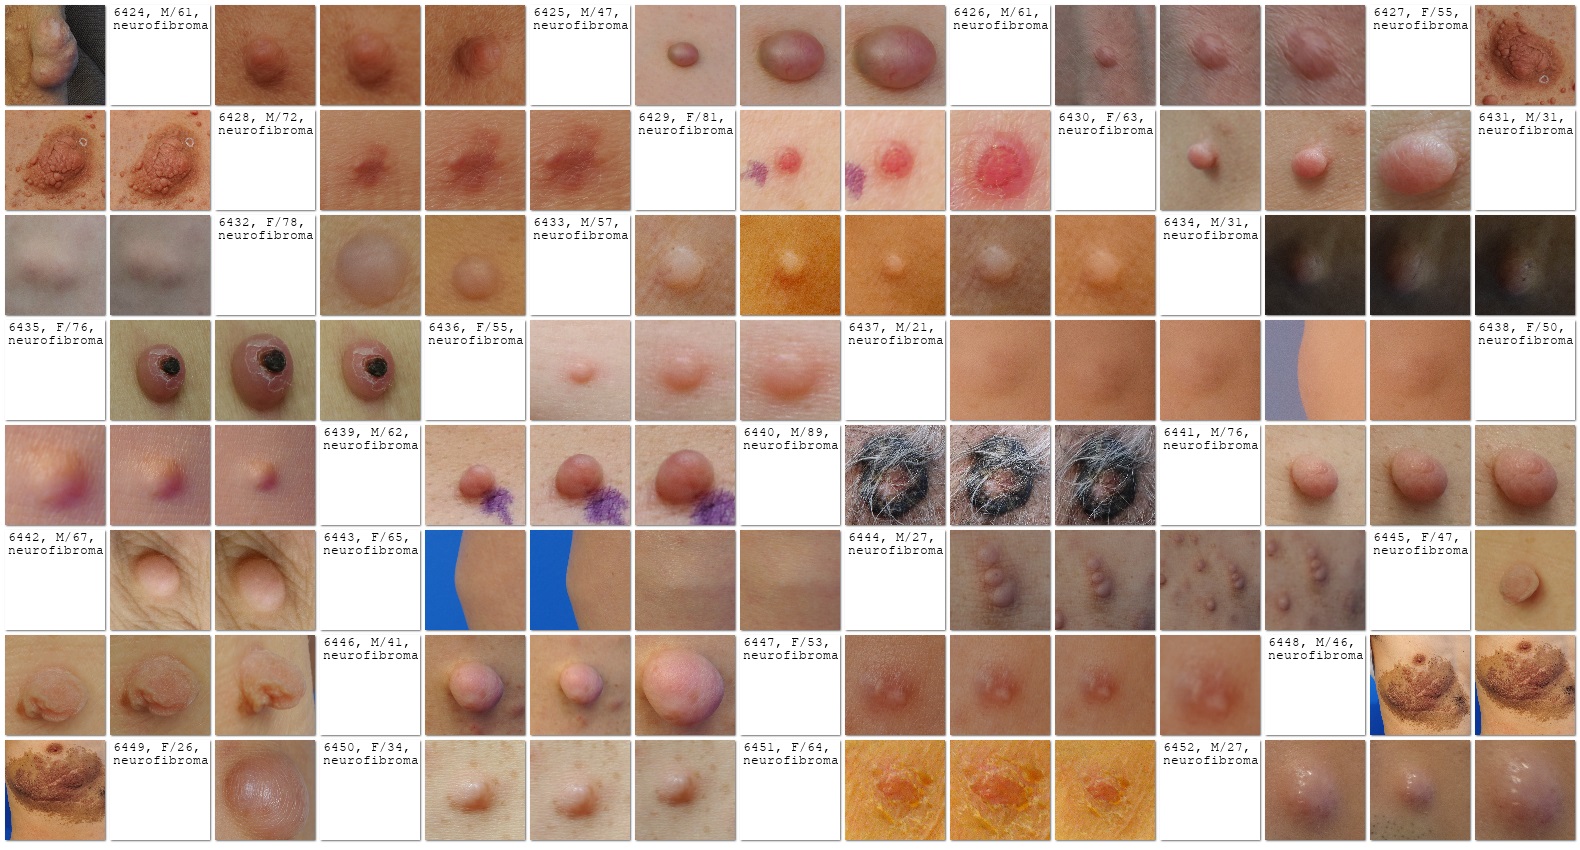 6424, M/61,
neurofibroma
6425, M/47,
neurofibroma
6426, M/61,
neurofibroma
6427, F/55,
neurofibroma
6428, M/72,
neurofibroma
6429, F/81,
neurofibroma
6430, F/63,
neurofibroma
6431, M/31,
neurofibroma
6432, F/78,
neurofibroma
6433, M/57,
neurofibroma
6434, M/31,
neurofibroma
6435, F/76,
neurofibroma
6436, F/55,
neurofibroma
6437, M/21,
neurofibroma
6438, F/50,
neurofibroma
6439, M/62,
neurofibroma
6440, M/89,
neurofibroma
6441, M/76,
neurofibroma
6442, M/67,
neurofibroma
6443, F/65,
neurofibroma
6444, M/27,
neurofibroma
6445, F/47,
neurofibroma
6446, M/41,
neurofibroma
6447, F/53,
neurofibroma
6448, M/46,
neurofibroma
6449, F/26,
neurofibroma
6450, F/34,
neurofibroma
6451, F/64,
neurofibroma
6452, M/27,
neurofibroma